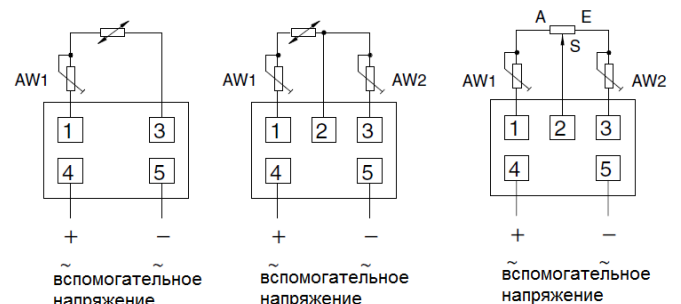 A E
S
AW1
AW1 AW2
AW1 AW2
1 3
1 2 3
1 2 3
4 5
4 5
4 5
+ −
+ −
+ −
~ ~
~ ~
~ ~
вспомогательное
напряжение
вспомогательное
напряжение
вспомогательное
напряжение